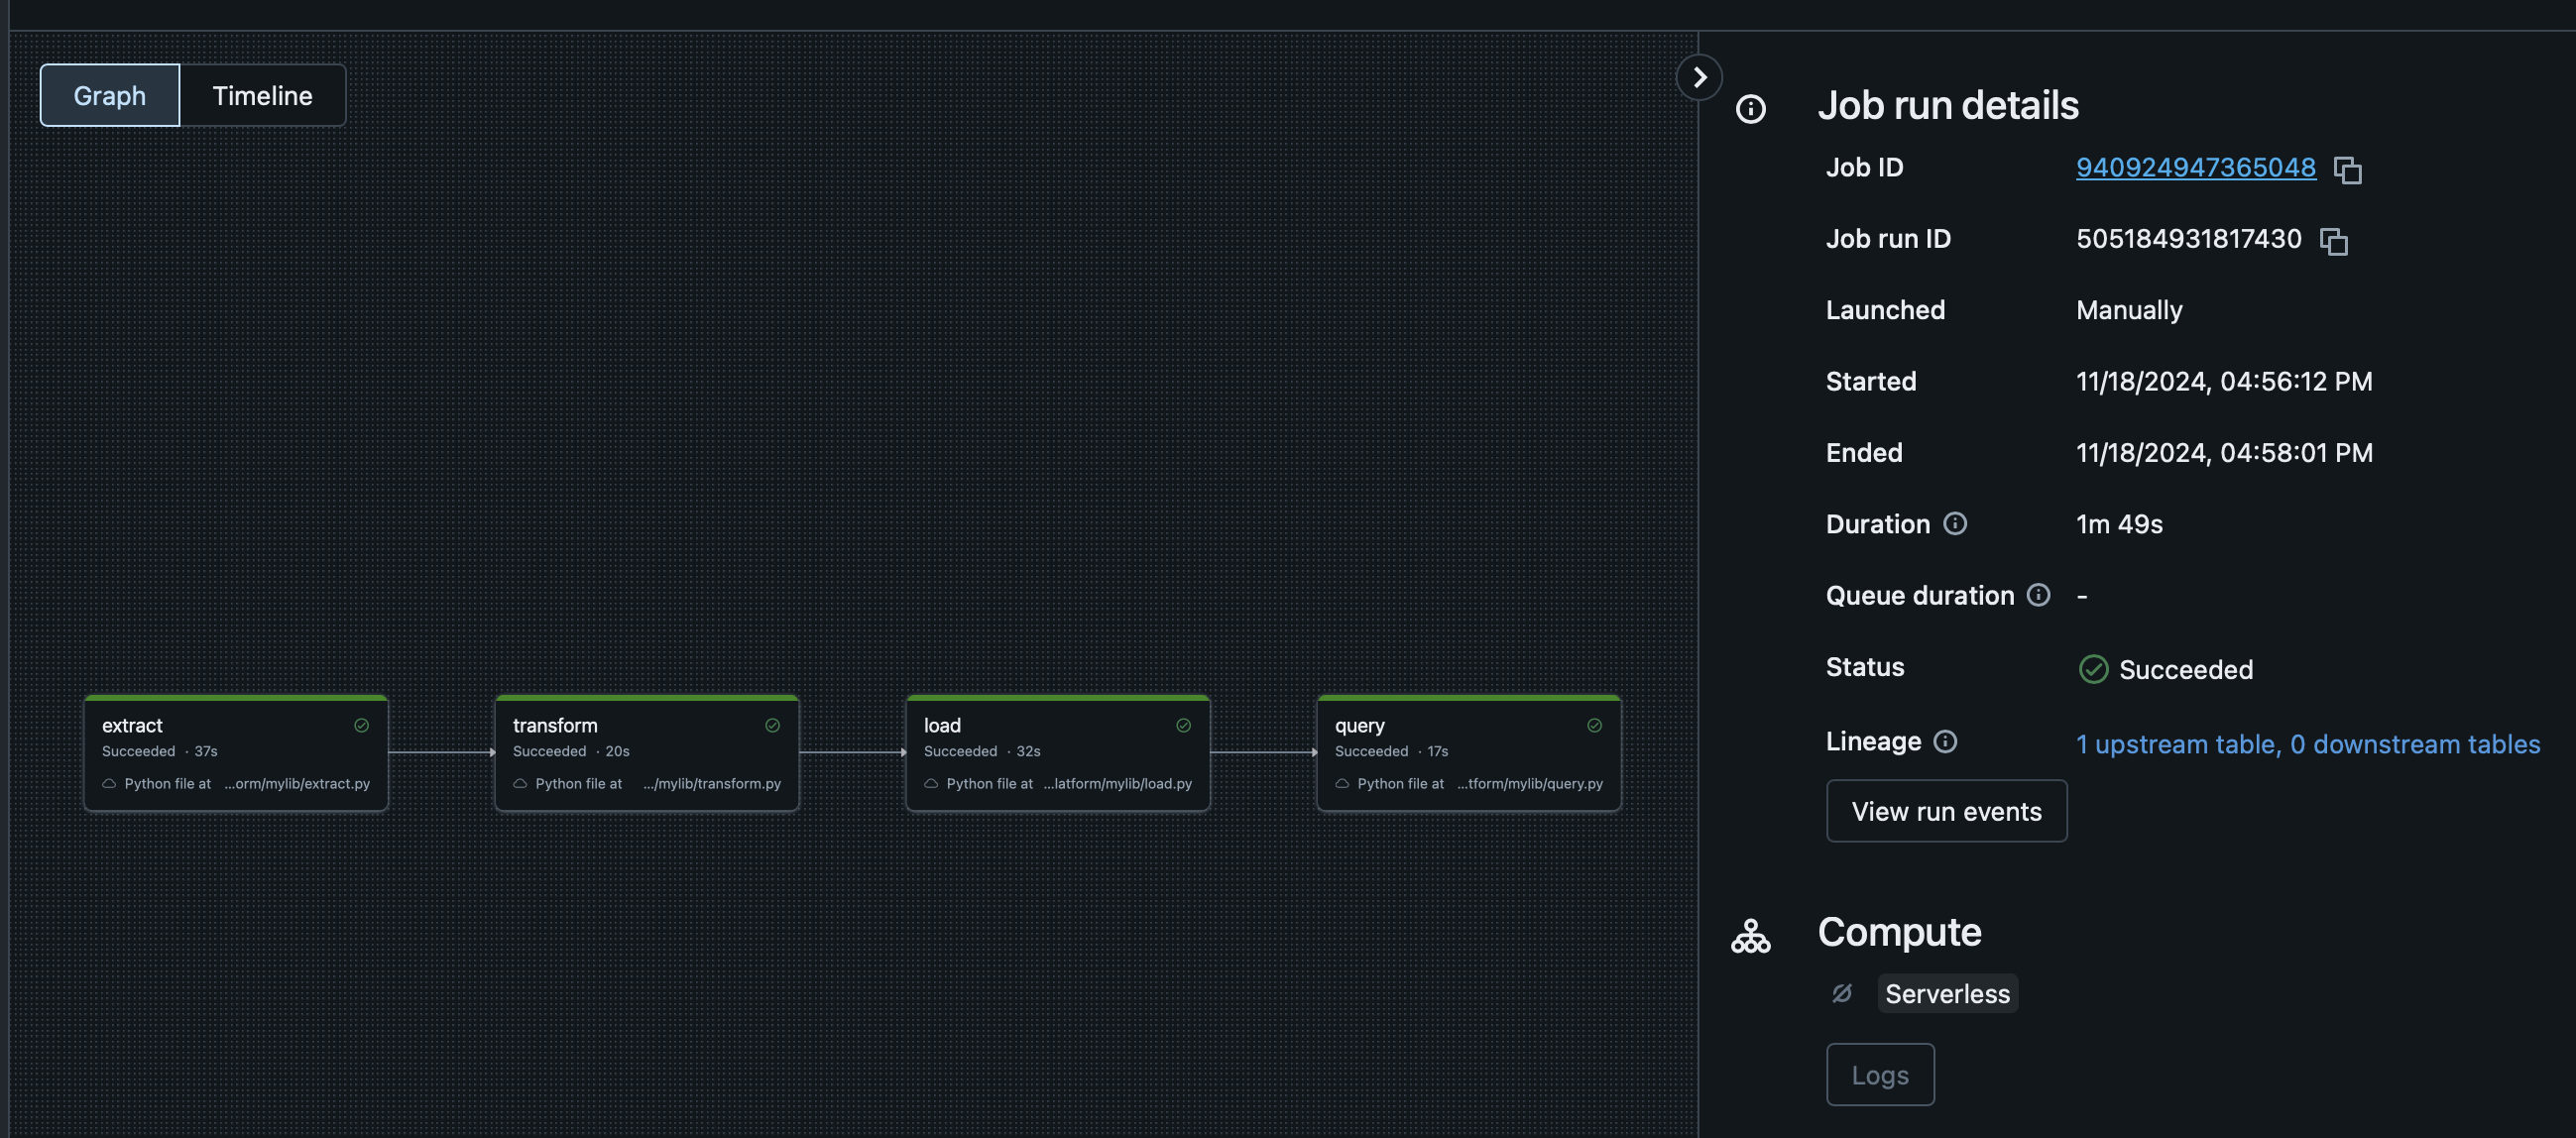 Graph
Timeline
extract
Succeeded · 37s
Python file at ...orm/mylib/extract.py
transform
Succeeded · 20s
Python file at .../mylib/transform.py
load
Succeeded · 32s
Python file at ...latform/mylib/load.py
query
Succeeded · 17s
Python file at ...tform/mylib/query.py
Job run details
Job ID 940924947365048
Job run ID 505184931817430
Launched Manually
Started 11/18/2024, 04:56:12 PM
Ended 11/18/2024, 04:58:01 PM
Duration 1m 49s
Queue duration -
Status Succeeded
Lineage 1 upstream table, 0 downstream tables
View run events
Compute
Serverless
Logs